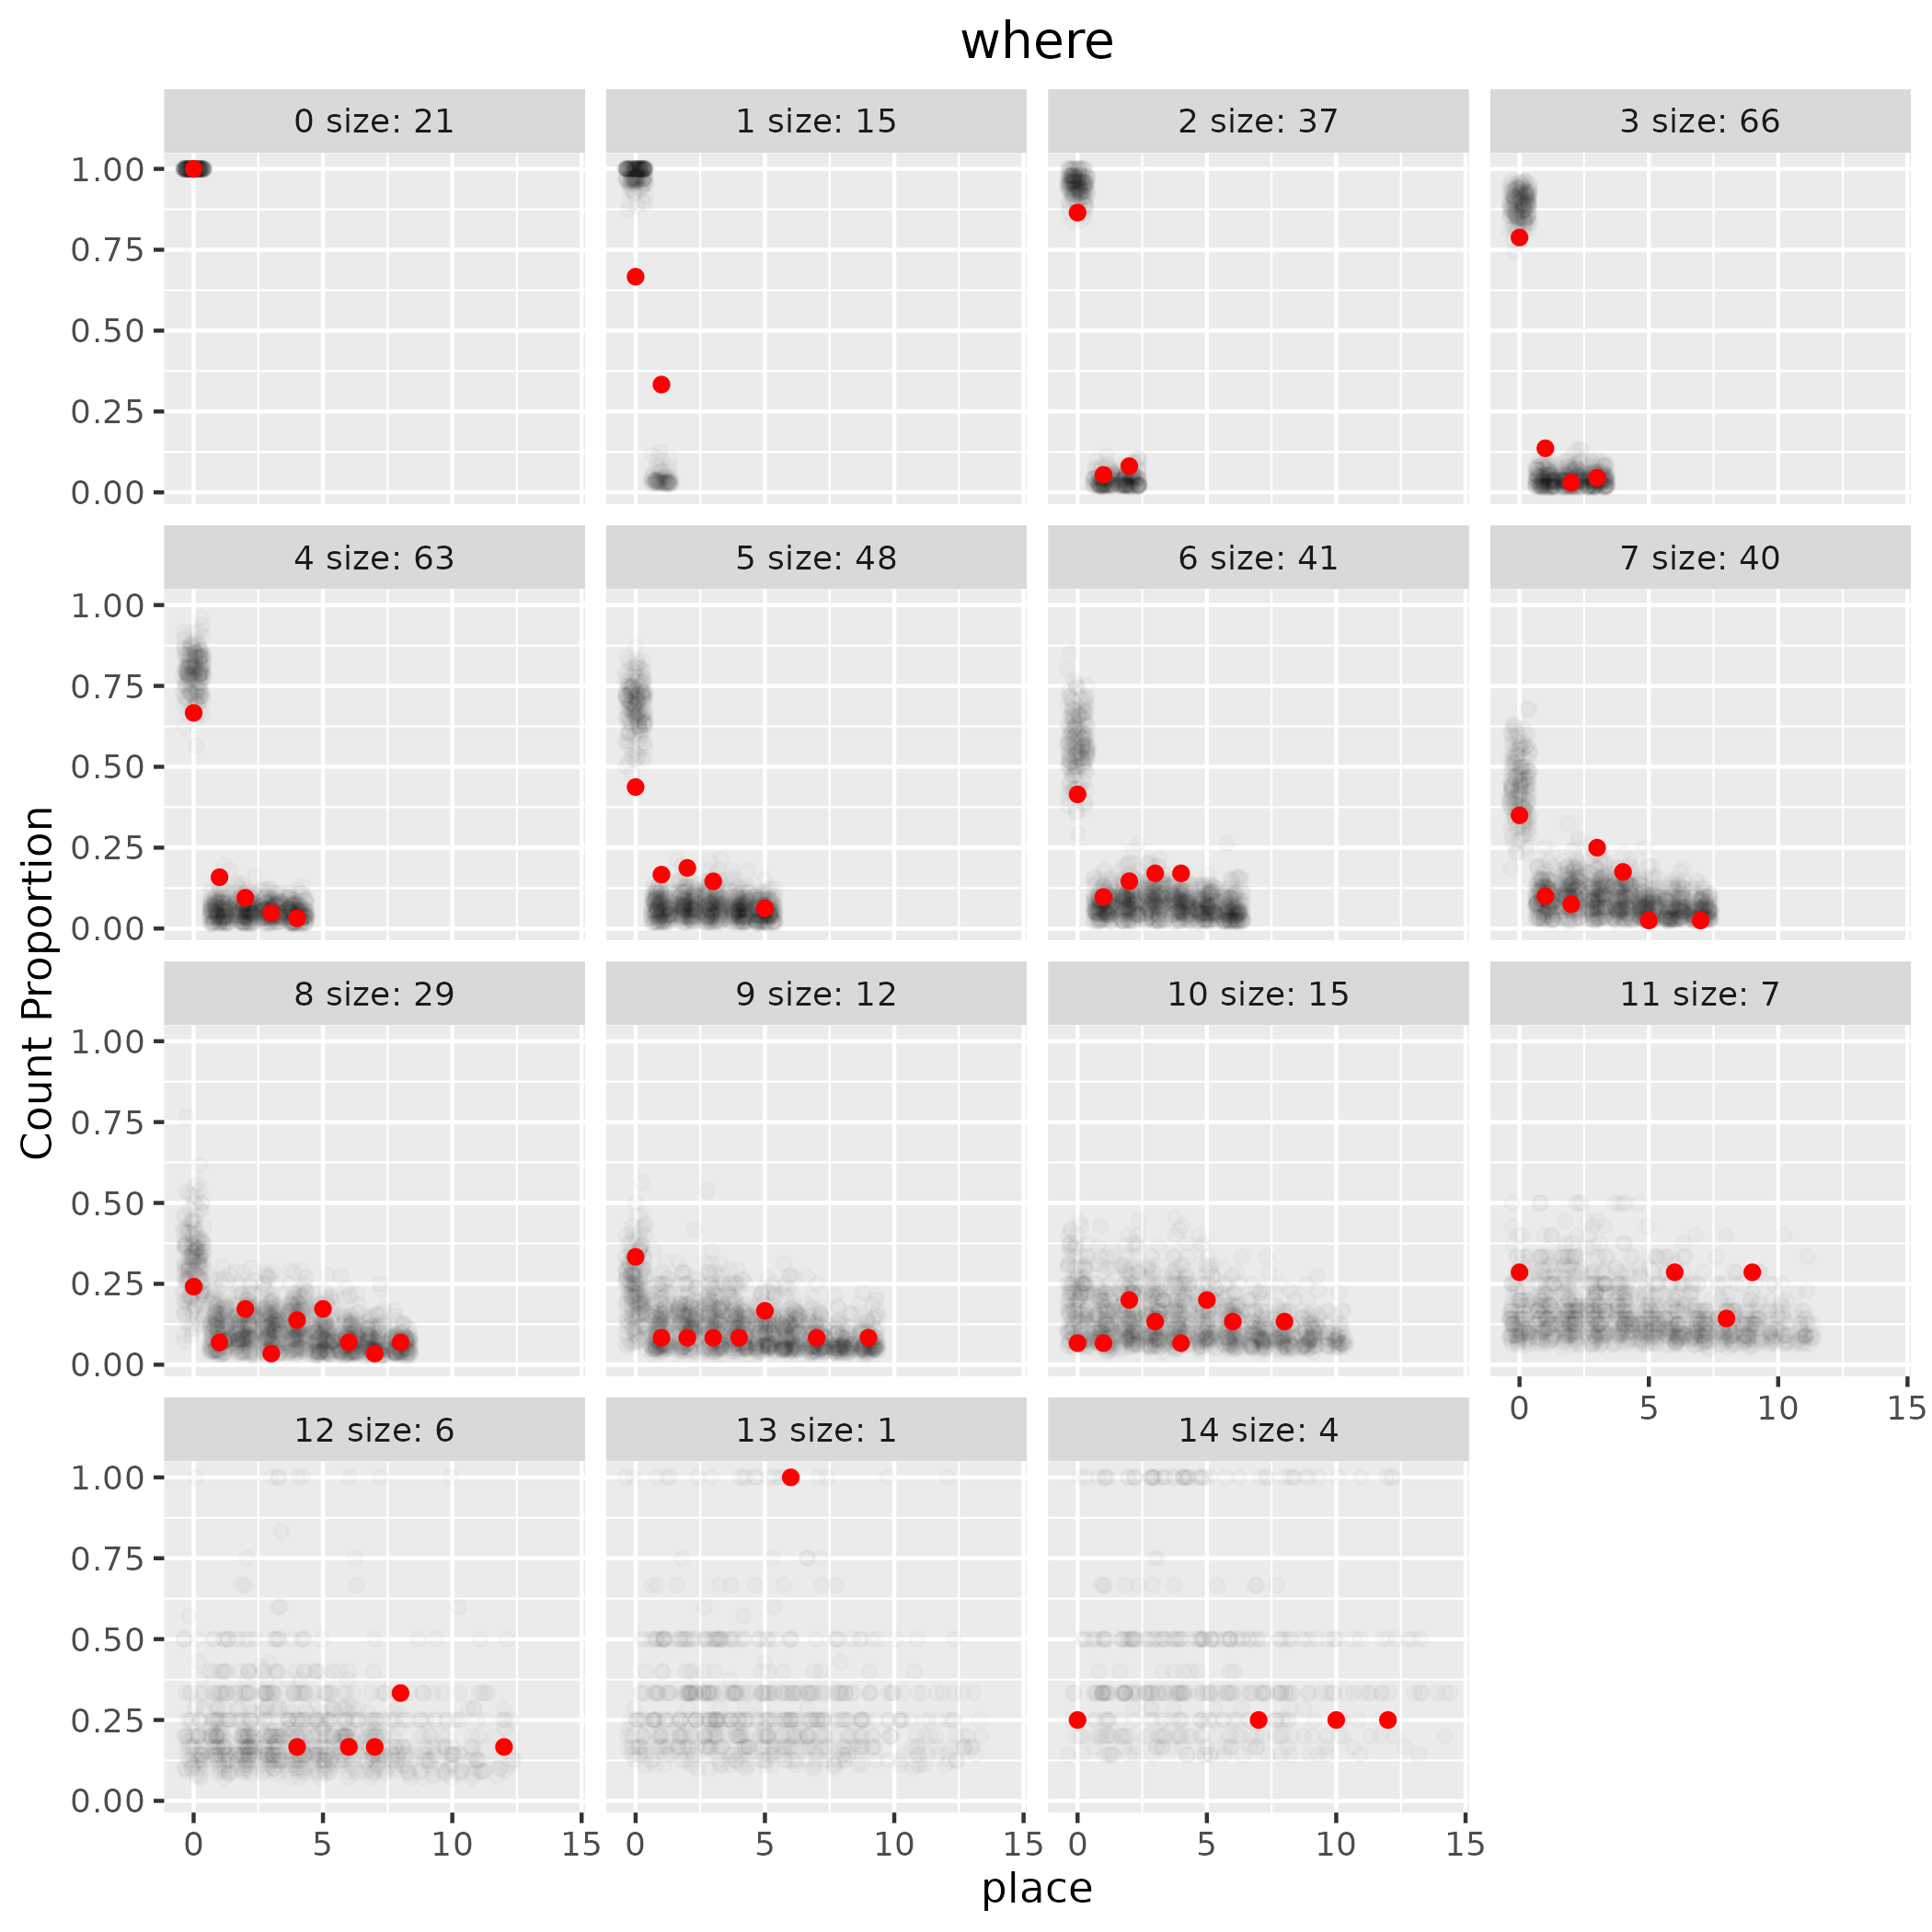 where
0 size: 21
1 size: 15
2 size: 37
3 size: 66
1.00
0.75
0.50
0.25
0.00
4 size: 63
5 size: 48
6 size: 41
7 size: 40
1.00
0.75
0.50
0.25
0.00
Count Proportion
8 size: 29
9 size: 12
10 size: 15
11 size: 7
1.00
0.75
0.50
0.25
0.00
0 5 10 15
12 size: 6
13 size: 1
14 size: 4
1.00
0.75
0.50
0.25
0.00
0 5 10 15
0 5 10 15
0 5 10 15
place